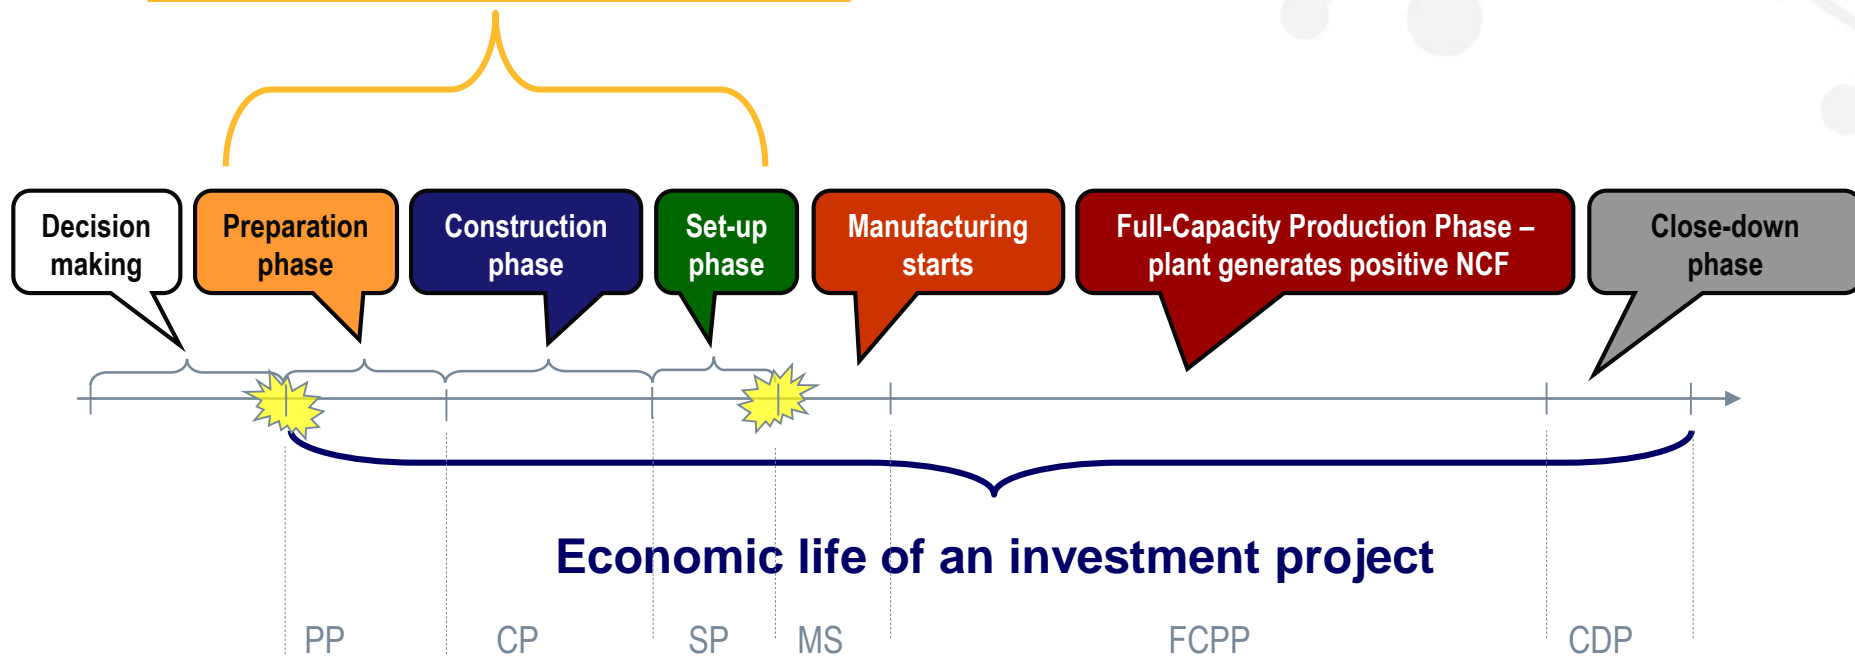 Decision
making
Preparation
phase
Construction
phase
Set-up
phase
Manufacturing
starts
Full-Capacity Production Phase –
plant generates positive NCF
Close-down
phase
Economic life of an investment project
PP
CP
SP
MS
FCPP
CDP